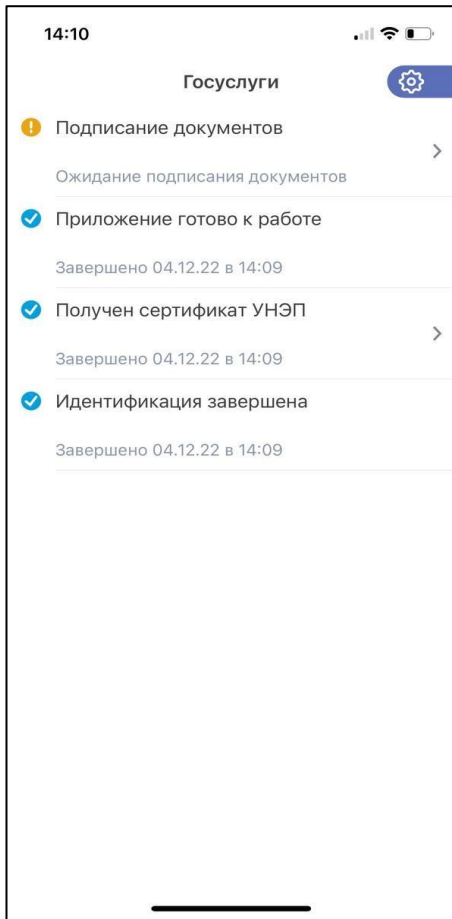 14:10
Госуслуги
Подписание документов
Ожидание подписания документов
Приложение готово к работе
Завершено 04.12.22 в 14:09
Получен сертификат УНЭП
Завершено 04.12.22 в 14:09
Идентификация завершена
Завершено 04.12.22 в 14:09